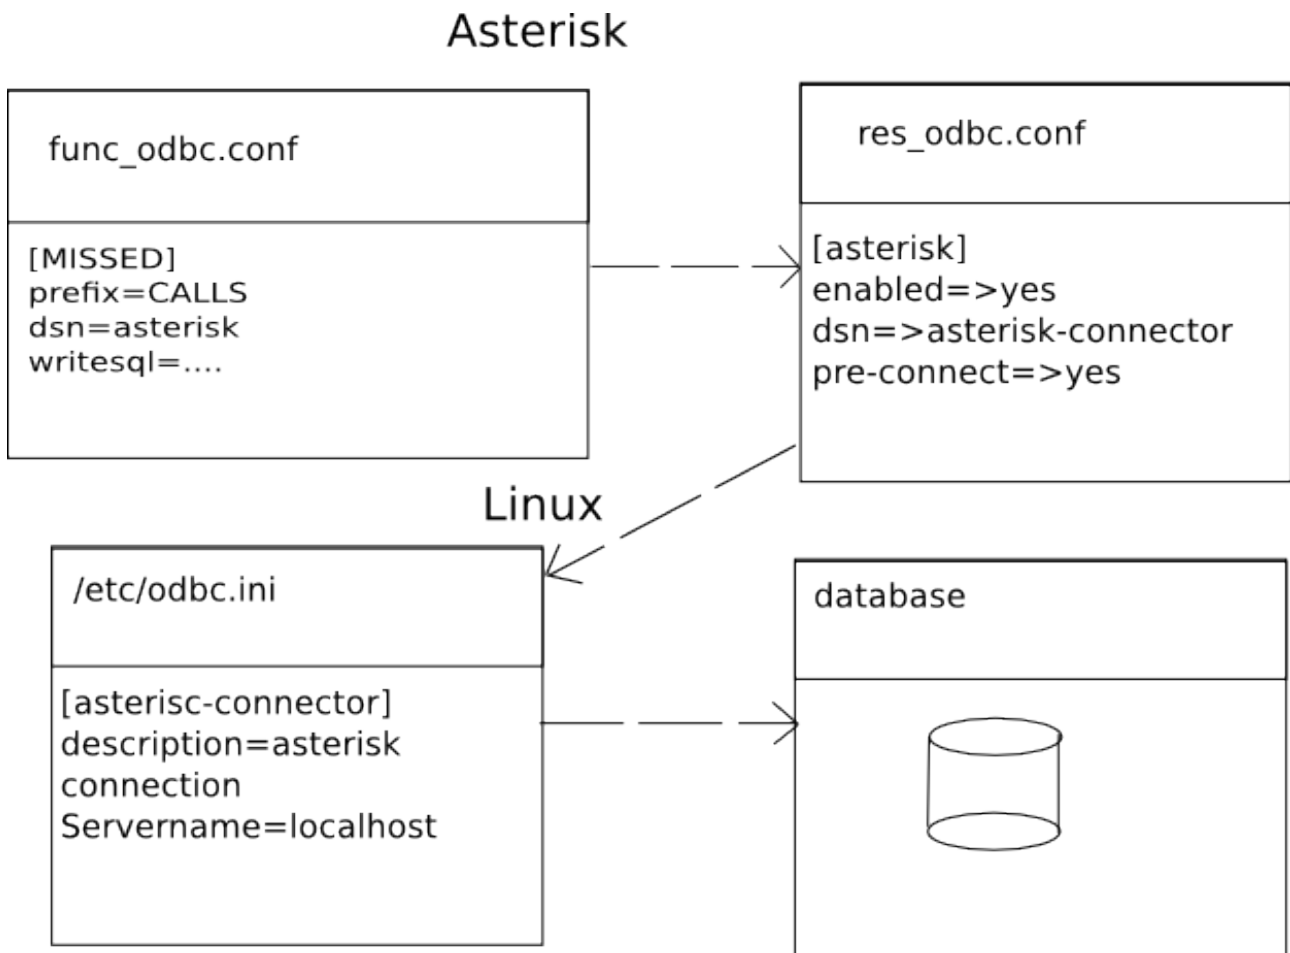 Asterisk
func_odbc.conf
[MISSED]
prefix=CALLS
dsn=asterisk
writesql=....
res_odbc.conf
[asterisk]
enabled=>yes
dsn=>asterisk-connector
pre-connect=>yes
Linux
/etc/odbc.ini
[asterisc-connector]
description=asterisk
connection
Servername=localhost
database